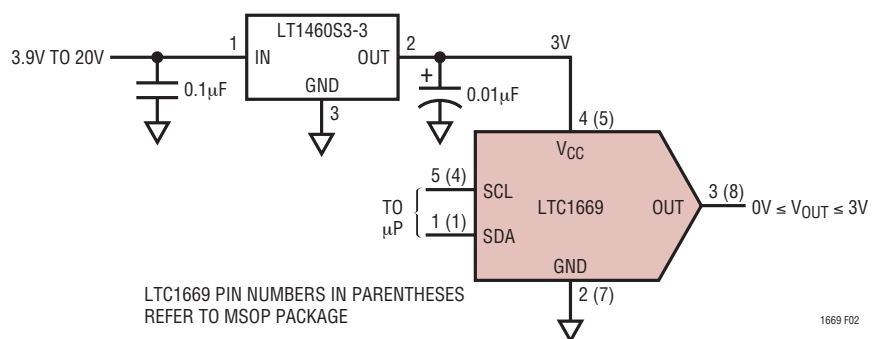 LT1460S3-3
3.9V TO 20V
1
IN
OUT
2
3V
GND
3
0.1µF
+
0.01µF
4 (5)
VCC
5 (4)
SCL
TO
µP
1 (1)
SDA
LTC1669
OUT
3 (8)
0V ≤ VOUT ≤ 3V
GND
2 (7)
LTC1669 PIN NUMBERS IN PARENTHESES
REFER TO MSOP PACKAGE
1669 F02